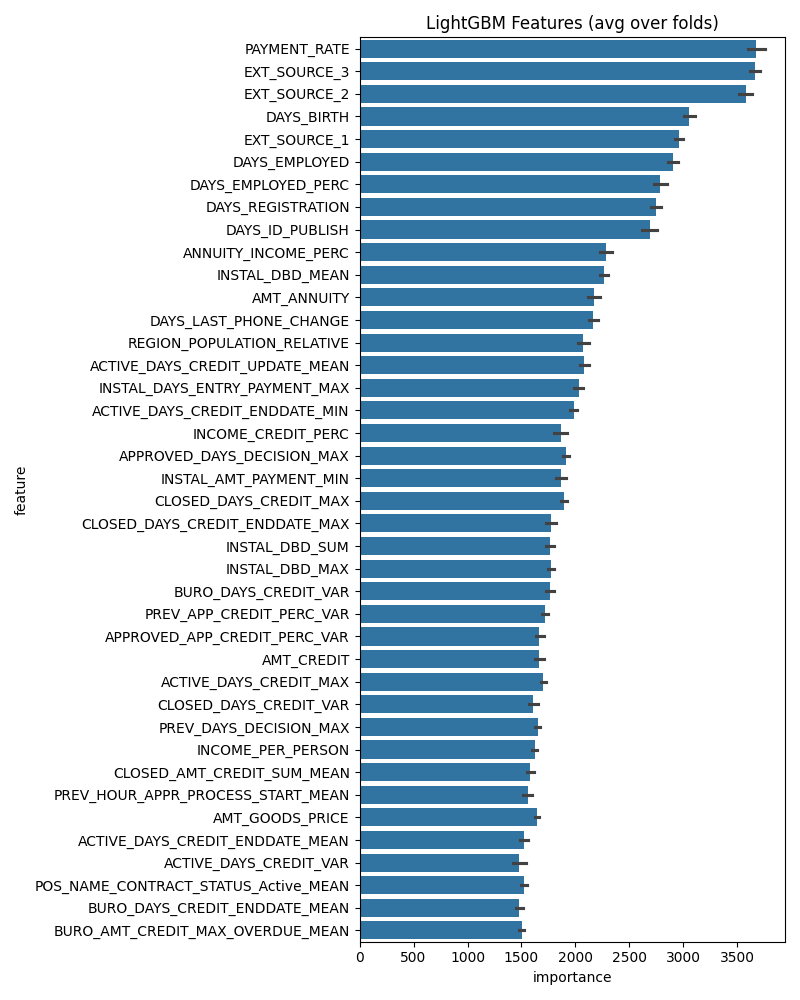 LightGBM Features (avg over folds)
PAYMENT_RATE
EXT_SOURCE_3
EXT_SOURCE_2
DAYS_BIRTH
EXT_SOURCE_1
DAYS_EMPLOYED
DAYS_EMPLOYED_PERC
DAYS_REGISTRATION
DAYS_ID_PUBLISH
ANNUITY_INCOME_PERC
INSTAL_DBD_MEAN
AMT_ANNUITY
DAYS_LAST_PHONE_CHANGE
REGION_POPULATION_RELATIVE
ACTIVE_DAYS_CREDIT_UPDATE_MEAN
INSTAL_DAYS_ENTRY_PAYMENT_MAX
ACTIVE_DAYS_CREDIT_ENDDATE_MIN
INCOME_CREDIT_PERC
APPROVED_DAYS_DECISION_MAX
INSTAL_AMT_PAYMENT_MIN
CLOSED_DAYS_CREDIT_MAX
CLOSED_DAYS_CREDIT_ENDDATE_MAX
INSTAL_DBD_SUM
INSTAL_DBD_MAX
BURO_DAYS_CREDIT_VAR
PREV_APP_CREDIT_PERC_VAR
APPROVED_APP_CREDIT_PERC_VAR
AMT_CREDIT
ACTIVE_DAYS_CREDIT_MAX
CLOSED_DAYS_CREDIT_VAR
PREV_DAYS_DECISION_MAX
INCOME_PER_PERSON
CLOSED_AMT_CREDIT_SUM_MEAN
PREV_HOUR_APPR_PROCESS_START_MEAN
AMT_GOODS_PRICE
ACTIVE_DAYS_CREDIT_ENDDATE_MEAN
ACTIVE_DAYS_CREDIT_VAR
POS_NAME_CONTRACT_STATUS_Active_MEAN
BURO_DAYS_CREDIT_ENDDATE_MEAN
BURO_AMT_CREDIT_MAX_OVERDUE_MEAN
feature
0 500 1000 1500 2000 2500 3000 3500
importance